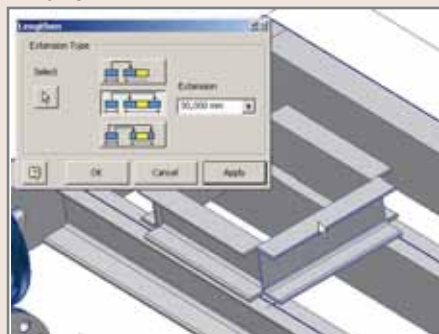 Lengthen
Extension Type
Select
Extension
50,000 mm
OK
Cancel
Apply